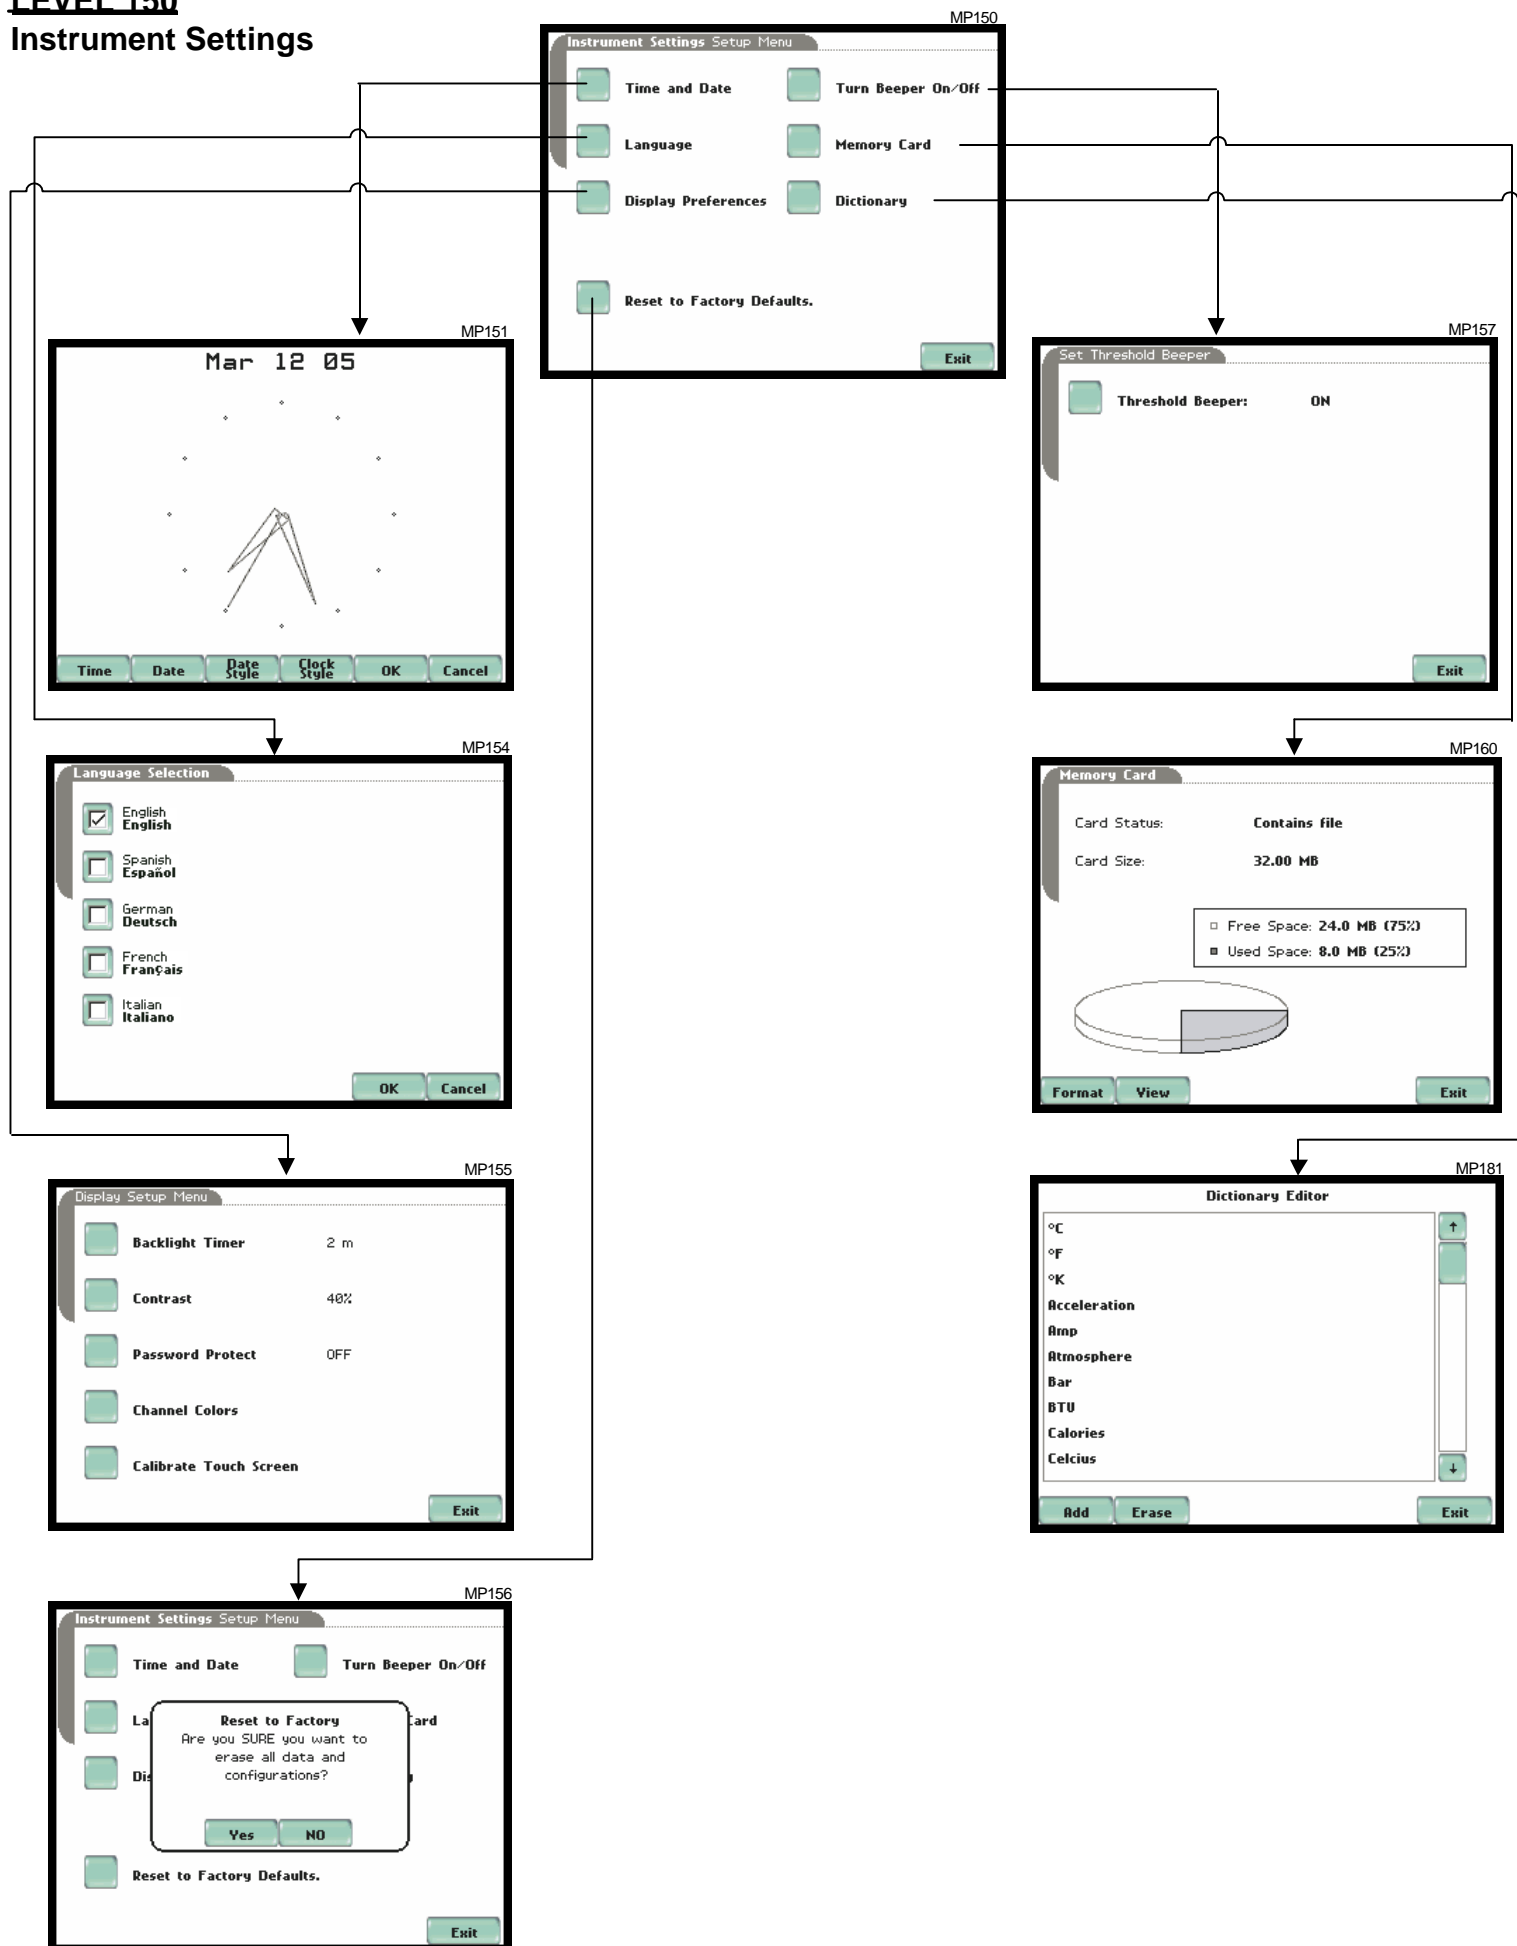 LEVEL 150
Instrument Settings
MP150
Instrument Settings Setup Menu
Time and Date
Turn Beeper On/Off
Language
Memory Card
Display Preferences
Dictionary
Reset to Factory Defaults.
Exit
MP151
Mar 12 05
Time
Date
Date Style
Clock Style
OK
Cancel
MP157
Set Threshold Beeper
Threshold Beeper: ON
Exit
MP154
Language Selection
English
English
Spanish
Español
German
Deutsch
French
Français
Italian
Italiano
OK
Cancel
MP160
Memory Card
Card Status: Contains file
Card Size: 32.00 MB
Free Space: 24.0 MB (75%)
Used Space: 8.0 MB (25%)
Format
View
Exit
MP155
Display Setup Menu
Backlight Timer 2 m
Contrast 40%
Password Protect OFF
Channel Colors
Calibrate Touch Screen
Exit
MP181
Dictionary Editor
°C
°F
°K
Acceleration
Amp
Atmosphere
Bar
BTU
Calories
Celcius
Add
Erase
Exit
MP156
Instrument Settings Setup Menu
Time and Date
Turn Beeper On/Off
La
Card
Dis
Reset to Factory
Are you SURE you want to
erase all data and
configurations?
Yes
NO
Reset to Factory Defaults.
Exit